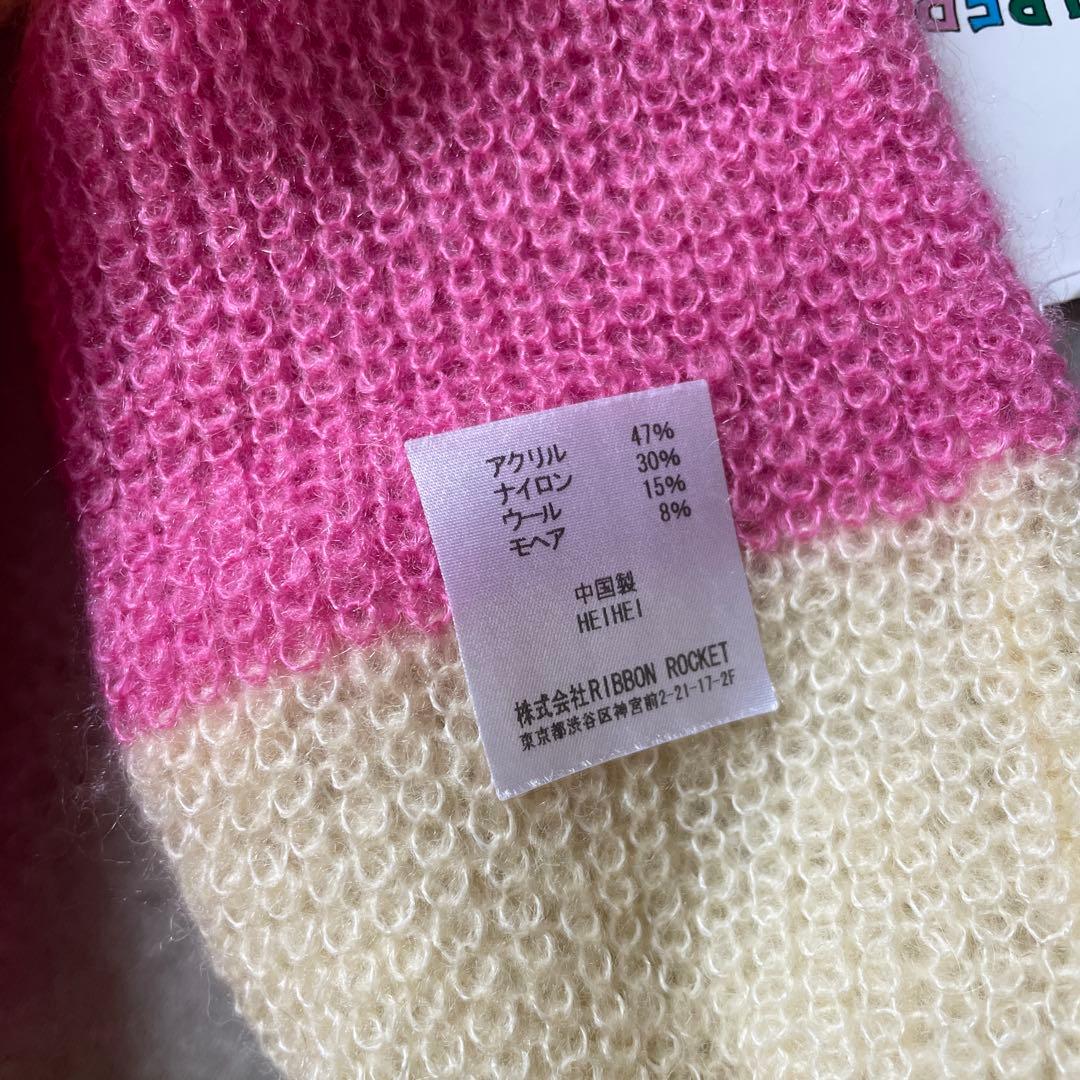 アクリル 47%
ナイロン 30%
ウール 15%
モヘア 8%
中国製
HEIHEI
株式会社RIBBON ROCKET
東京都渋谷区神宮前2-21-17-2F